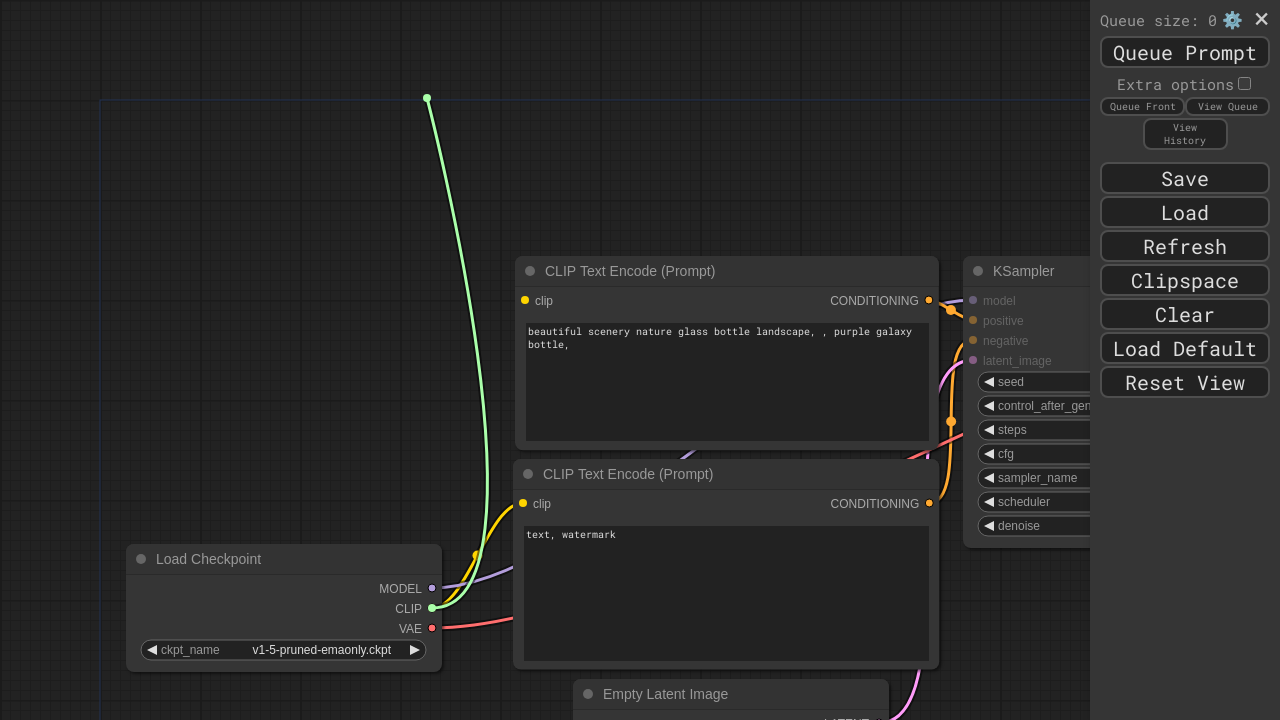 Queue size: 0
Queue Prompt
Extra options
Queue Front
View Queue
View
History
Save
Load
Refresh
Clipspace
Clear
Load Default
Reset View
CLIP Text Encode (Prompt)
clip
CONDITIONING
beautiful scenery nature glass bottle landscape, , purple galaxy
bottle,
KSampler
model
positive
negative
latent_image
seed
control_after_gen
steps
cfg
sampler_name
scheduler
denoise
CLIP Text Encode (Prompt)
clip
CONDITIONING
text, watermark
Load Checkpoint
MODEL
CLIP
VAE
ckpt_name
v1-5-pruned-emaonly.ckpt
Empty Latent Image